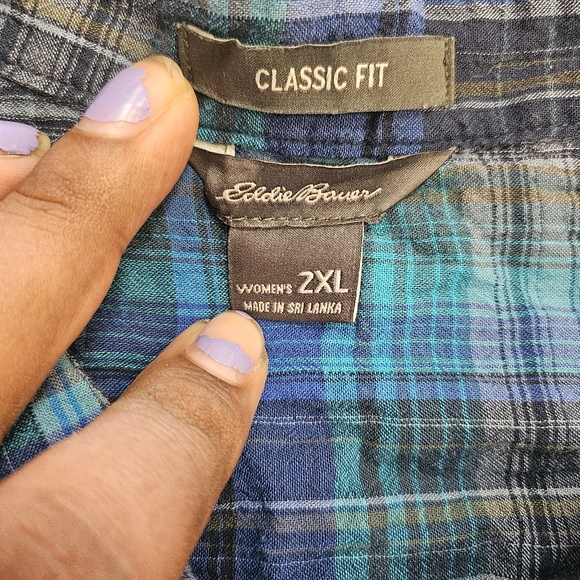 CLASSIC FIT
Eddie Bauer
WOMEN'S 2XL
MADE IN SRI LANKA